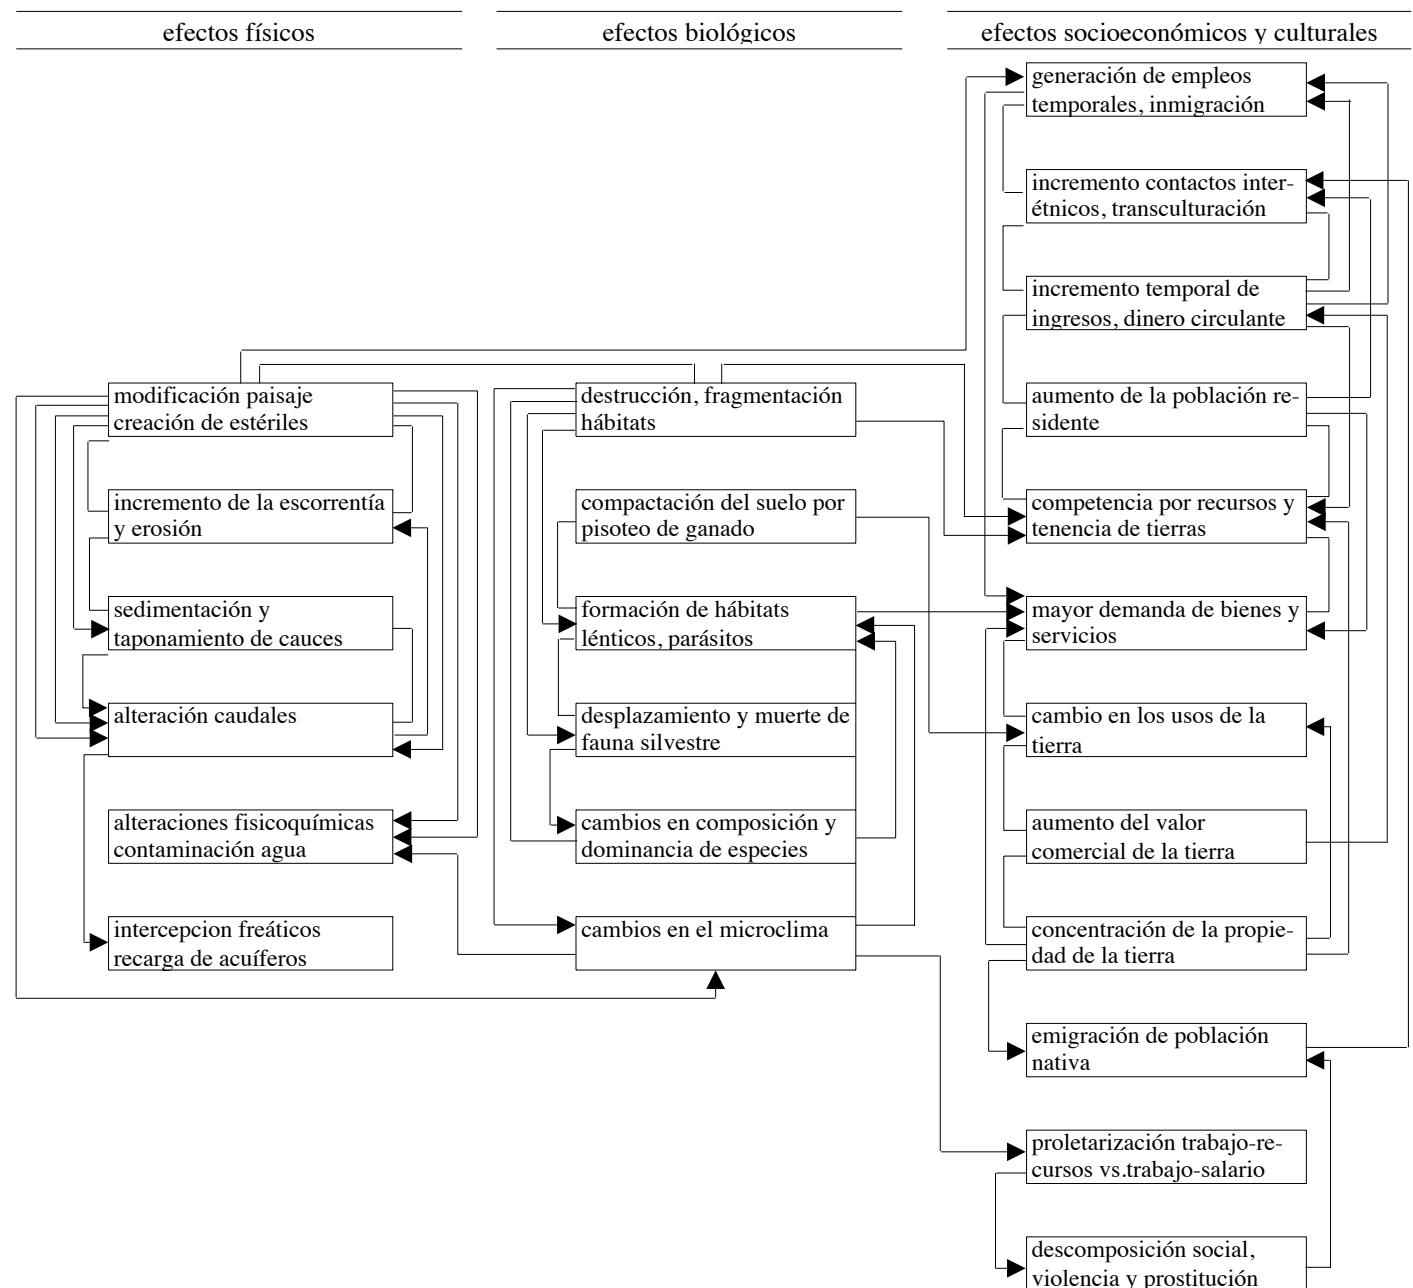 efectos físicos
efectos biológicos
efectos socioeconómicos y culturales
generación de empleos
temporales, inmigración
incremento contactos inter-
étnicos, transculturación
incremento temporal de
ingresos, dinero circulante
modificación paisaje
creación de estériles
destrucción, fragmentación
hábitats
aumento de la población re-
sidente
incremento de la escorrentía
y erosión
compactación del suelo por
pisoteo de ganado
competencia por recursos y
tenencia de tierras
sedimentación y
taponamiento de cauces
formación de hábitats
lénticos, parásitos
mayor demanda de bienes y
servicios
alteración caudales
desplazamiento y muerte de
fauna silvestre
cambio en los usos de la
tierra
alteraciones fisicoquímicas
contaminación agua
cambios en composición y
dominancia de especies
aumento del valor
comercial de la tierra
intercepcion freáticos
recarga de acuíferos
cambios en el microclima
concentración de la propie-
dad de la tierra
emigración de población
nativa
proletarización trabajo-re-
cursos vs.trabajo-salario
descomposición social,
violencia y prostitución